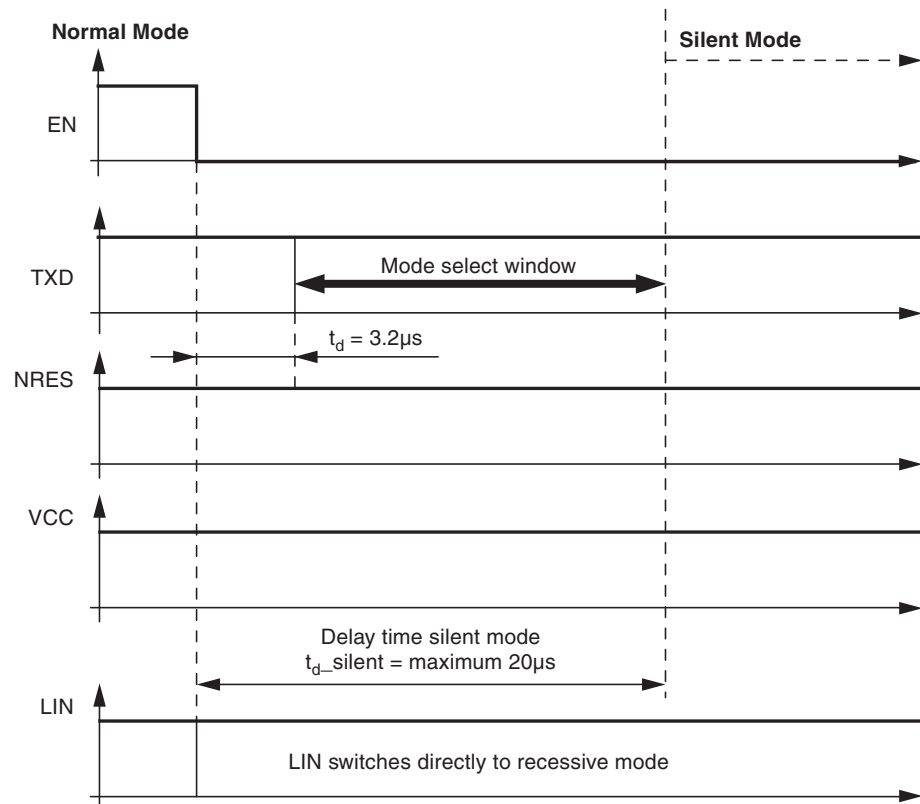 Normal Mode
Silent Mode
EN
TXD
Mode select window
t_d = 3.2µs
NRES
VCC
Delay time silent mode
t_d_silent = maximum 20µs
LIN
LIN switches directly to recessive mode